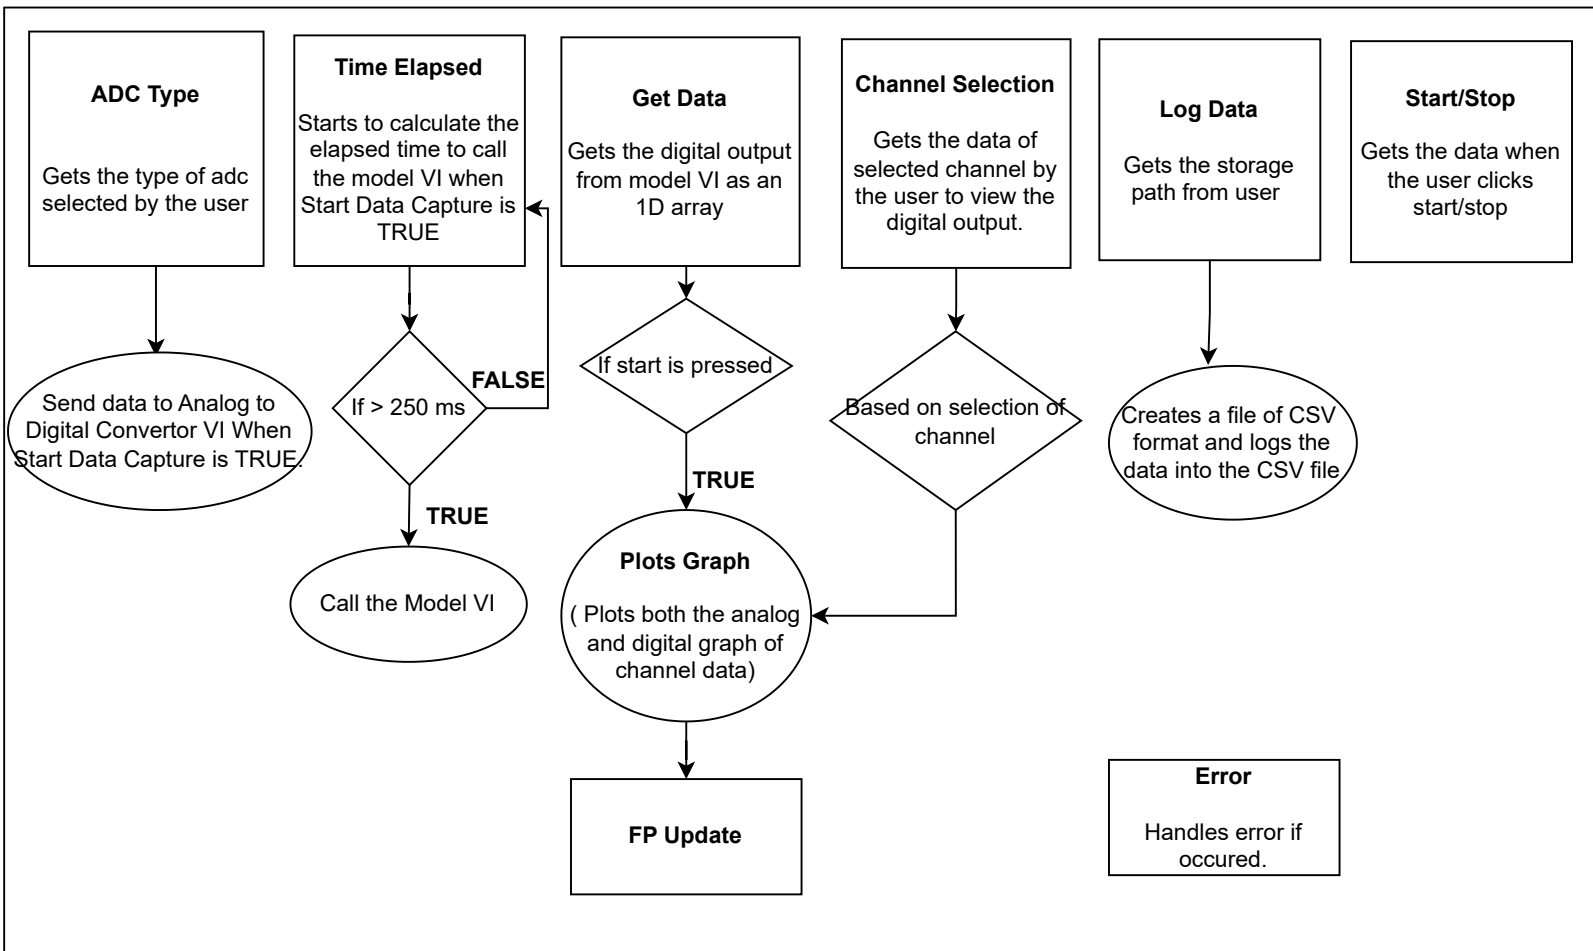 ADC Type
Gets the type of adc
selected by the user
Send data to Analog to
Digital Convertor VI When
Start Data Capture is TRUE.
Time Elapsed
Starts to calculate the
elapsed time to call
the model VI when
Start Data Capture is
TRUE
If > 250 ms
FALSE
TRUE
Call the Model VI
Get Data
Gets the digital output
from model VI as an
1D array
If start is pressed
TRUE
Plots Graph
( Plots both the analog
and digital graph of
channel data)
FP Update
Channel Selection
Gets the data of
selected channel by
the user to view the
digital output.
Based on selection of
channel
Log Data
Gets the storage
path from user
Creates a file of CSV
format and logs the
data into the CSV file
Start/Stop
Gets the data when
the user clicks
start/stop
Error
Handles error if
occured.